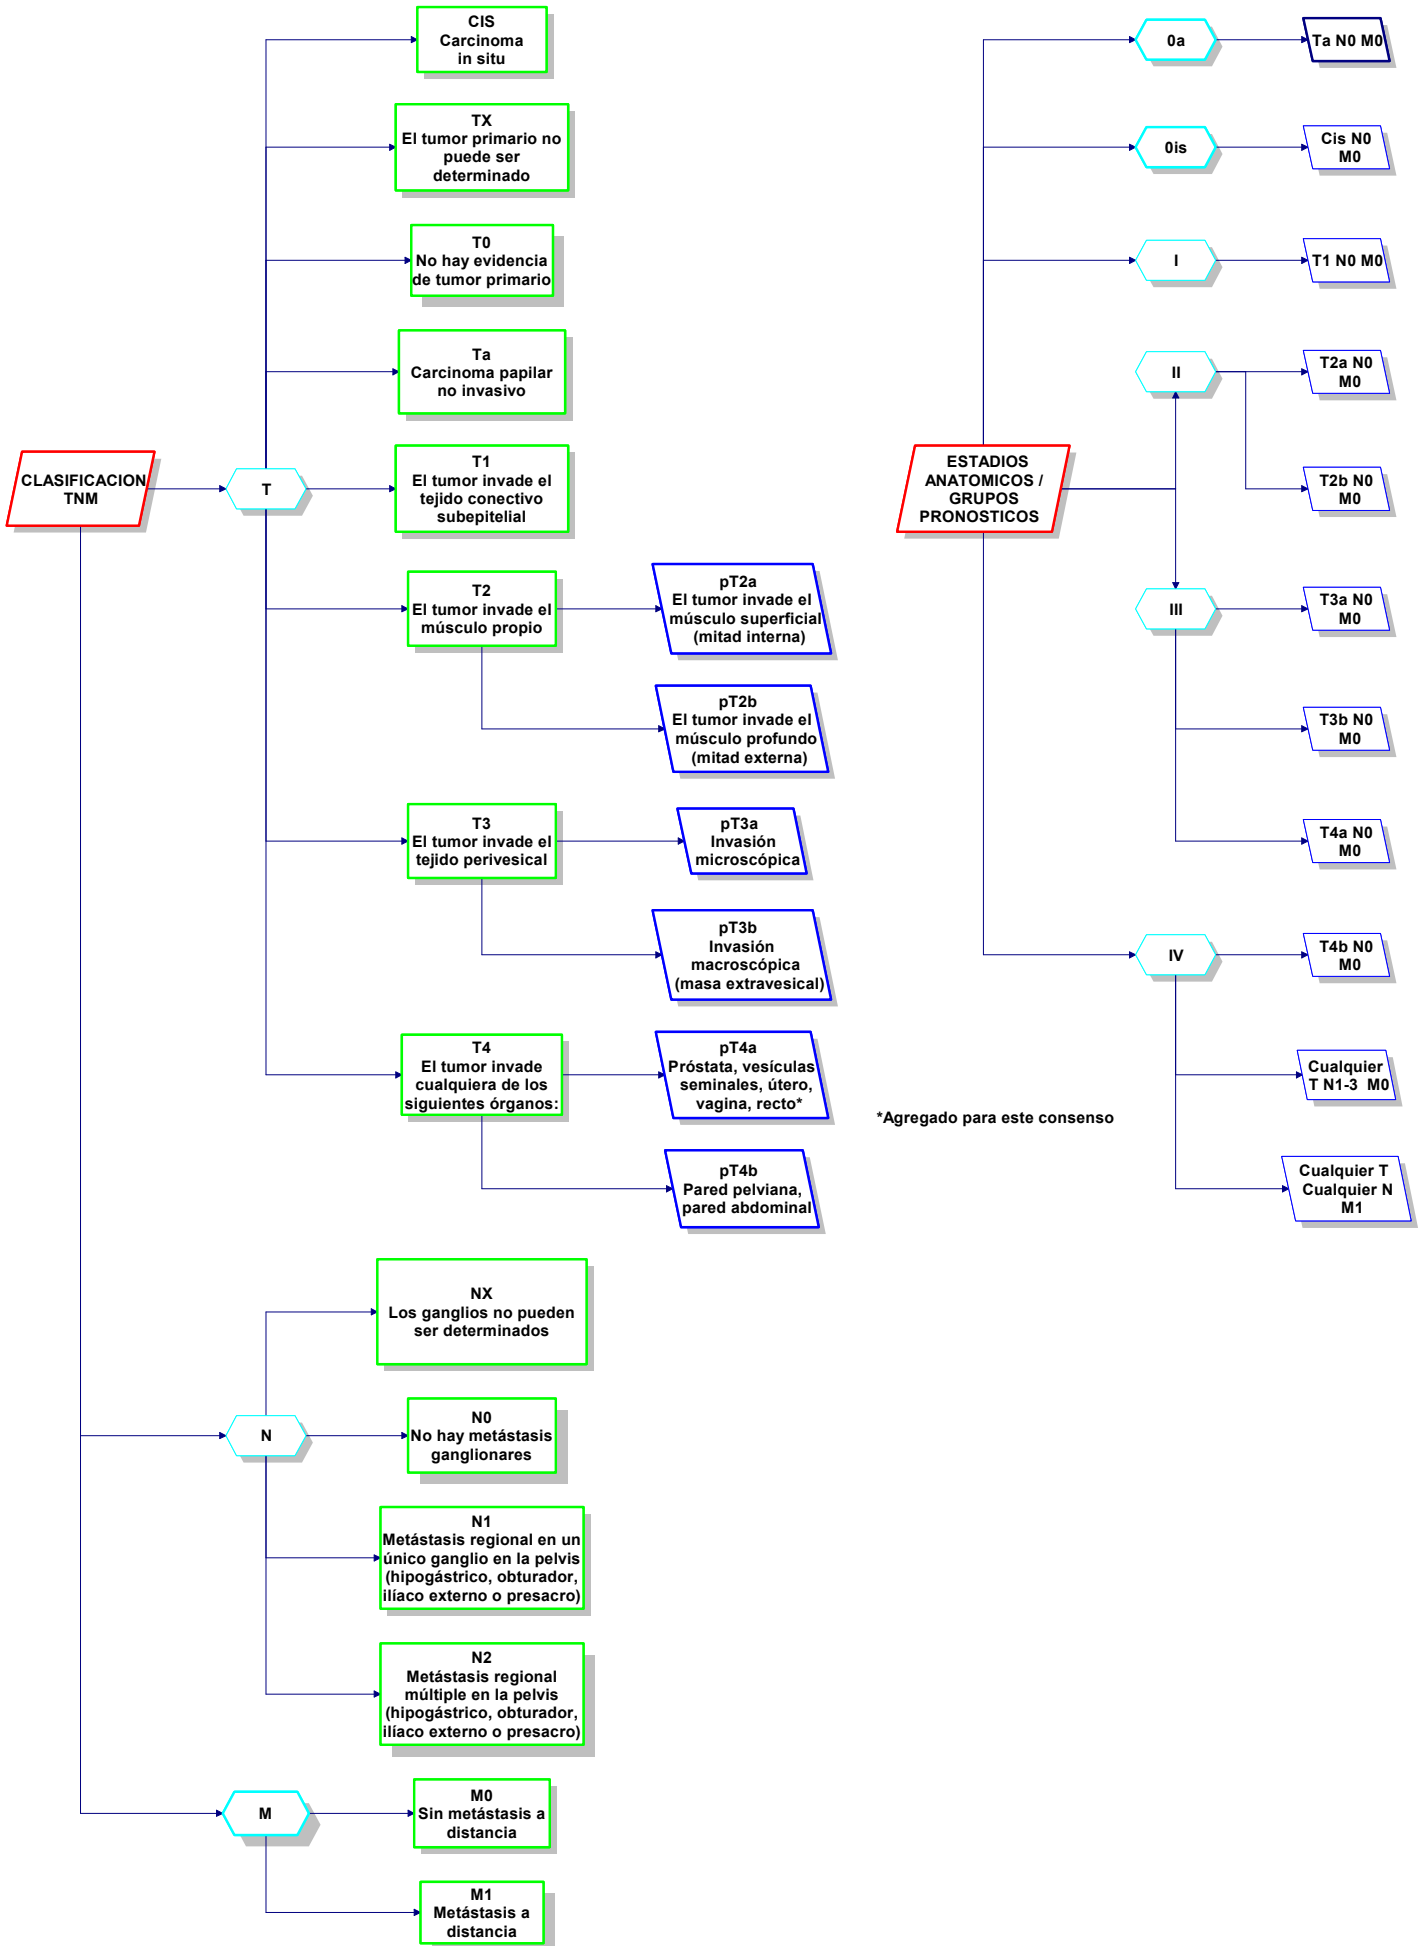 CLASIFICACION
TNM
T
CIS
Carcinoma
in situ
TX
El tumor primario no
puede ser
determinado
T0
No hay evidencia
de tumor primario
Ta
Carcinoma papilar
no invasivo
T1
El tumor invade el
tejido conectivo
subepitelial
T2
El tumor invade el
músculo propio
pT2a
El tumor invade el
músculo superficial
(mitad interna)
pT2b
El tumor invade el
músculo profundo
(mitad externa)
T3
El tumor invade el
tejido perivesical
pT3a
Invasión
microscópica
pT3b
Invasión
macroscópica
(masa extravesical)
T4
El tumor invade
cualquiera de los
siguientes órganos:
pT4a
Próstata, vesículas
seminales, útero,
vagina, recto*
pT4b
Pared pelviana,
pared abdominal
N
NX
Los ganglios no pueden
ser determinados
N0
No hay metástasis
ganglionares
N1
Metástasis regional en un
único ganglio en la pelvis
(hipogástrico, obturador,
ilíaco externo o presacro)
N2
Metástasis regional
múltiple en la pelvis
(hipogástrico, obturador,
ilíaco externo o presacro)
M
M0
Sin metástasis a
distancia
M1
Metástasis a
distancia
ESTADIOS
ANATOMICOS /
GRUPOS
PRONOSTICOS
0a
Ta N0 M0
0is
Cis N0
M0
I
T1 N0 M0
II
T2a N0
M0
T2b N0
M0
III
T3a N0
M0
T3b N0
M0
T4a N0
M0
IV
T4b N0
M0
Cualquier
T N1-3 M0
Cualquier T
Cualquier N
M1
*Agregado para este consenso